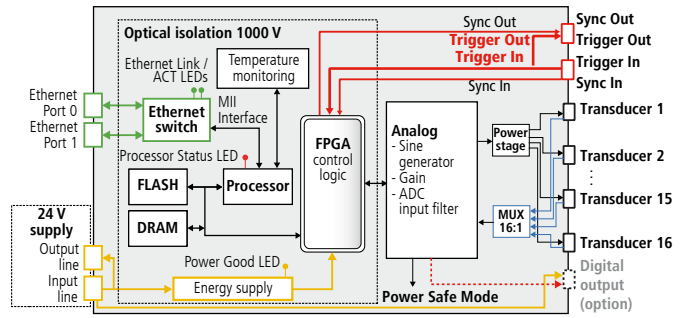 Optical isolation 1000 V
Sync Out
Sync Out
Trigger Out
Trigger Out
Trigger In
Trigger In
Sync In
Sync In
Ethernet Link /
ACT LEDs
Temperature
monitoring
Ethernet
Port 0
Ethernet
Port 1
Ethernet
switch
MII
Interface
FPGA
control
logic
Analog
- Sine
generator
- Gain
- ADC
input filter
Power
stage
MUX
16:1
Transducer 1
Transducer 2
...
Transducer 15
Transducer 16
Processor Status LED
FLASH
Processor
DRAM
24 V
supply
Output
line
Input
line
Power Good LED
Energy supply
Power Safe Mode
Digital
output
(option)